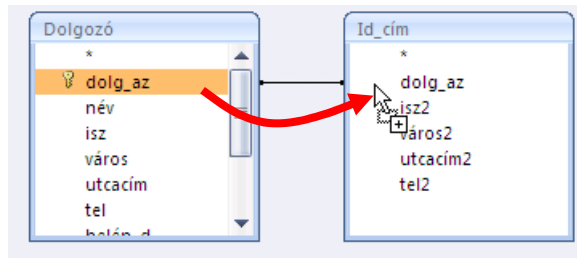 Dolgozó
*
dolg_az
név
isz
város
utcacím
tel
Id_cím
*
dolg_az
isz2
város2
utcacím2
tel2